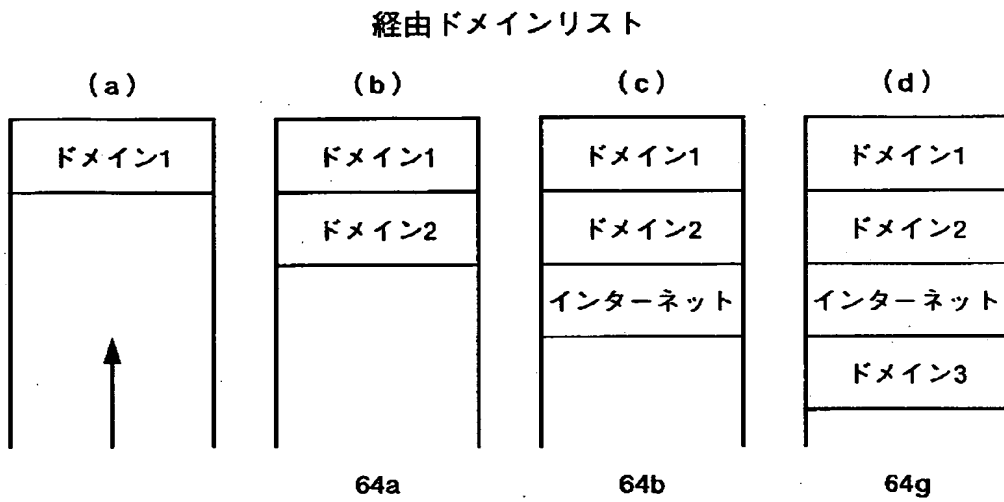 経由ドメインリスト
(a) (b) (c) (d)
ドメイン1 ドメイン1 ドメイン1 ドメイン1
ドメイン2 ドメイン2 ドメイン2
インターネット インターネット
ドメイン3
64a 64b 64g